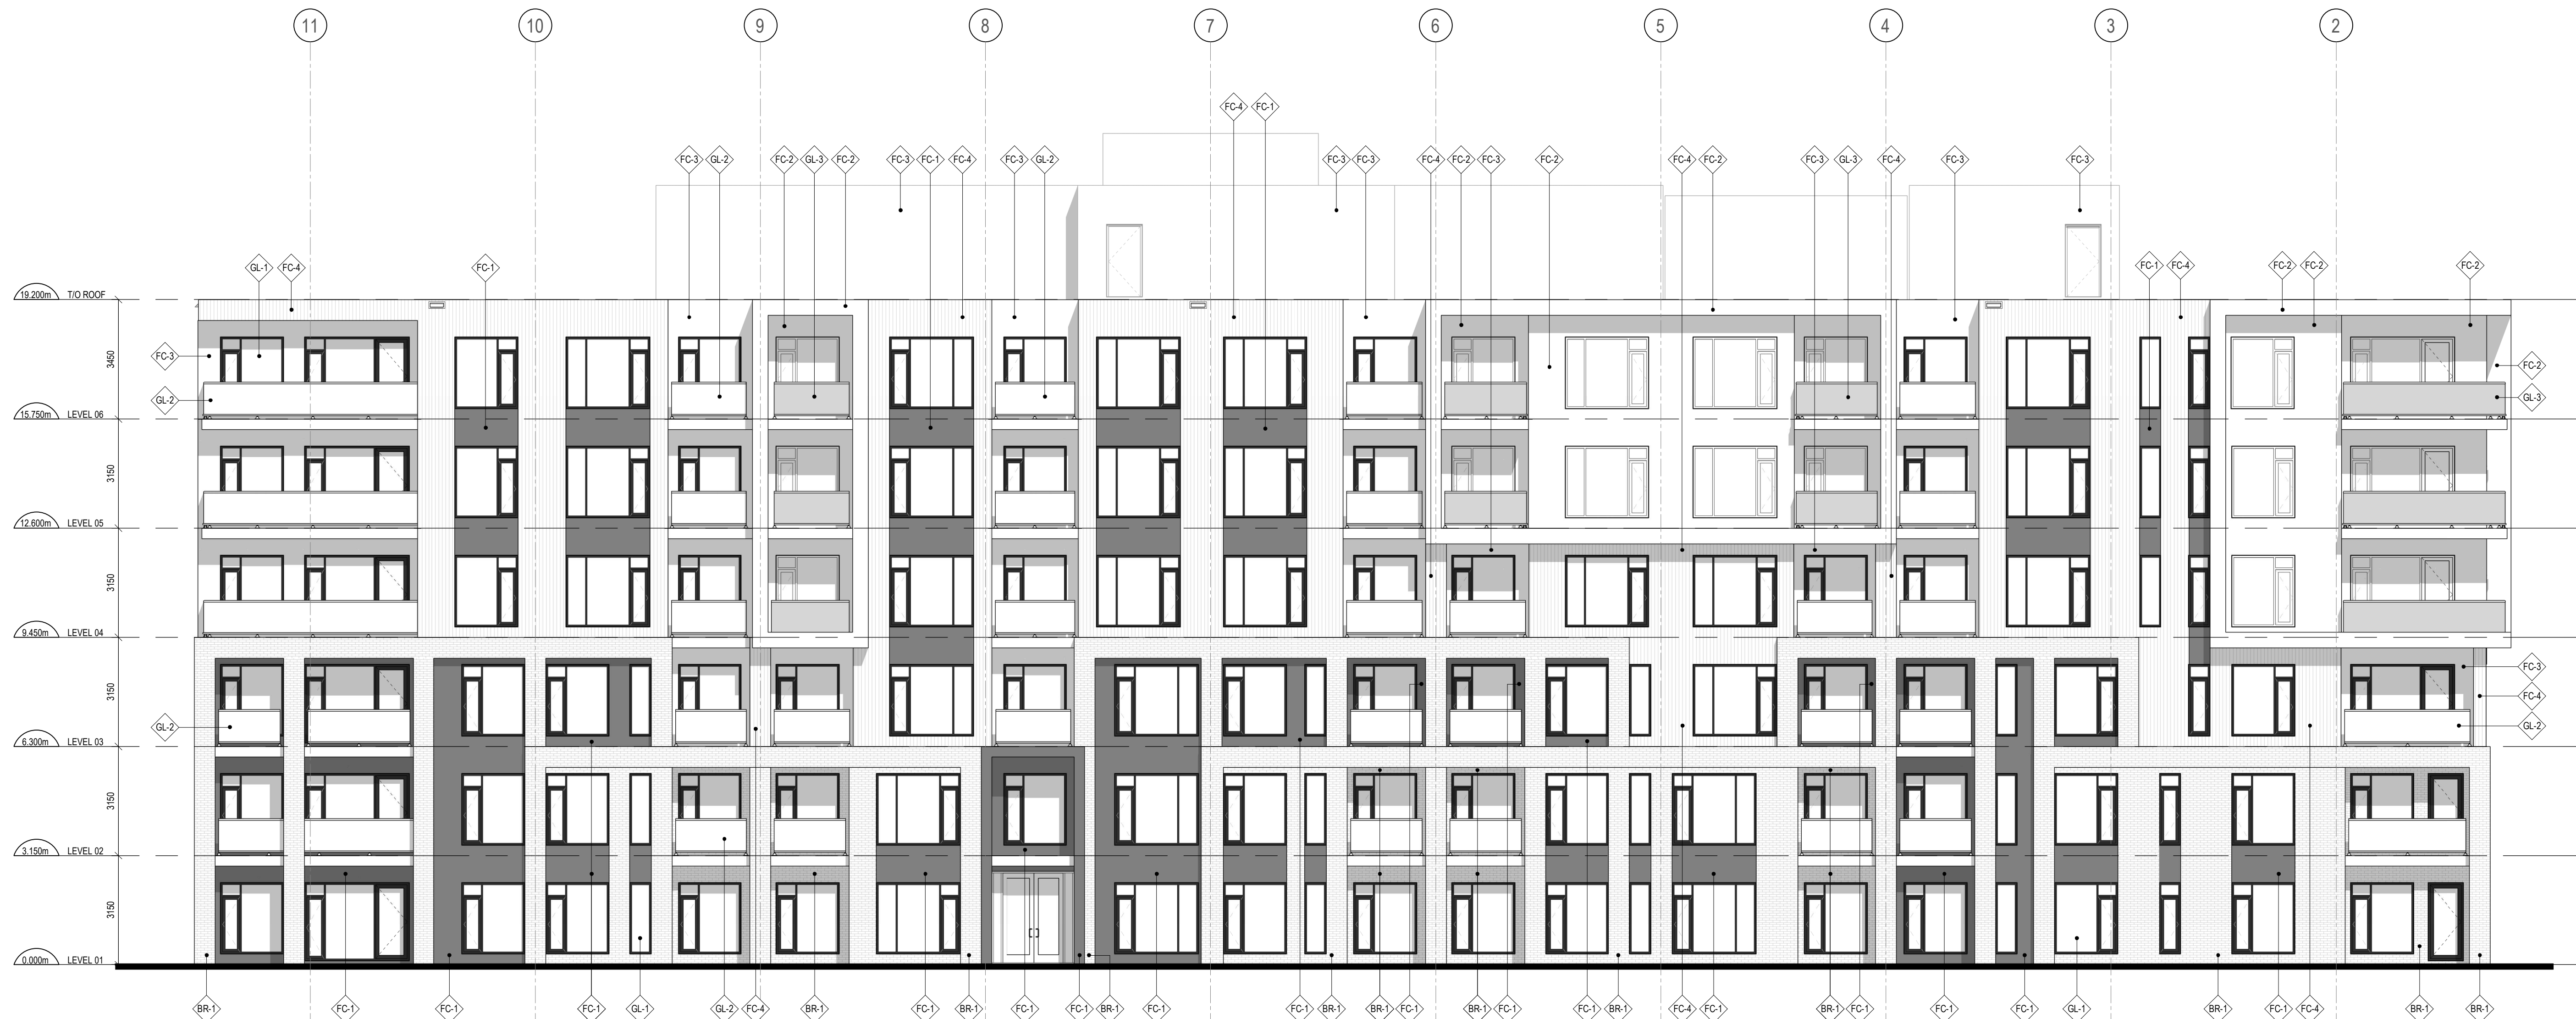 11 10 9 8 7 6 5 4 3 2
FC-4 FC-1
FC-3 GL-2 FC-2 GL-3 FC-2 FC-3 FC-1 FC-4 FC-3 GL-2 FC-3 FC-3 FC-4 FC-2 FC-3 FC-2 FC-4 FC-2 FC-3 GL-3 FC-4 FC-3 FC-3
GL-1 FC-4 FC-1 FC-1 FC-4 FC-2 FC-2 FC-2
19.200m T/O ROOF
3450
FC-3
FC-2
GL-2
GL-3
15.750m LEVEL 06
3150
12.600m LEVEL 05
3150
9.450m LEVEL 04
3150
FC-3
FC-4
GL-2
GL-2
6.300m LEVEL 03
3150
3.150m LEVEL 02
3150
0.000m LEVEL 01
BR-1 FC-1 FC-1 FC-1 GL-1 GL-2 FC-4 BR-1 FC-1 BR-1 FC-1 FC-1 BR-1 FC-1 FC-1 BR-1 BR-1 FC-1 BR-1 FC-1 FC-1 BR-1 FC-4 FC-1 BR-1 FC-1 FC-1 FC-1 GL-1 BR-1 FC-1 FC-4 BR-1 BR-1